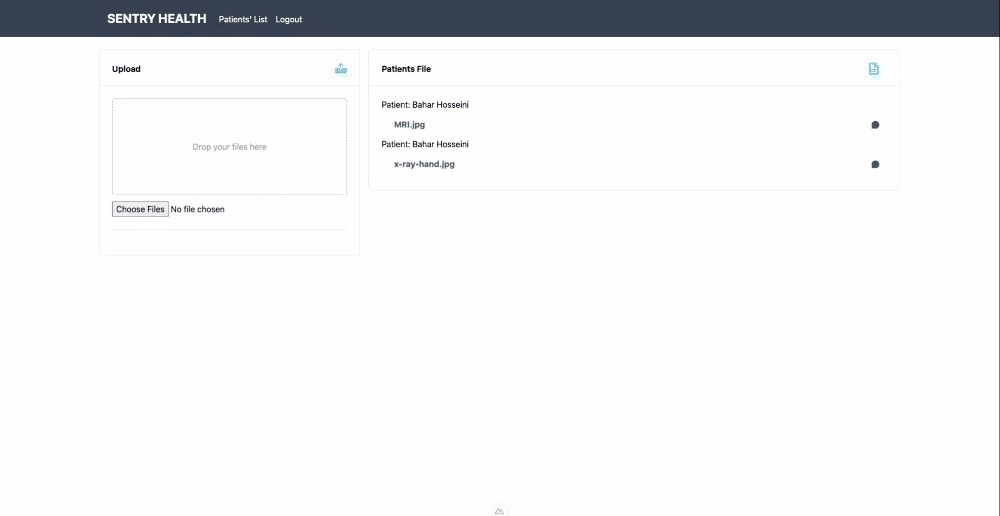 SENTRY HEALTH Patients' List Logout
Upload
Drop your files here
Choose Files No file chosen
Patients File
Patient: Bahar Hosseini
MRI.jpg
Patient: Bahar Hosseini
x-ray-hand.jpg